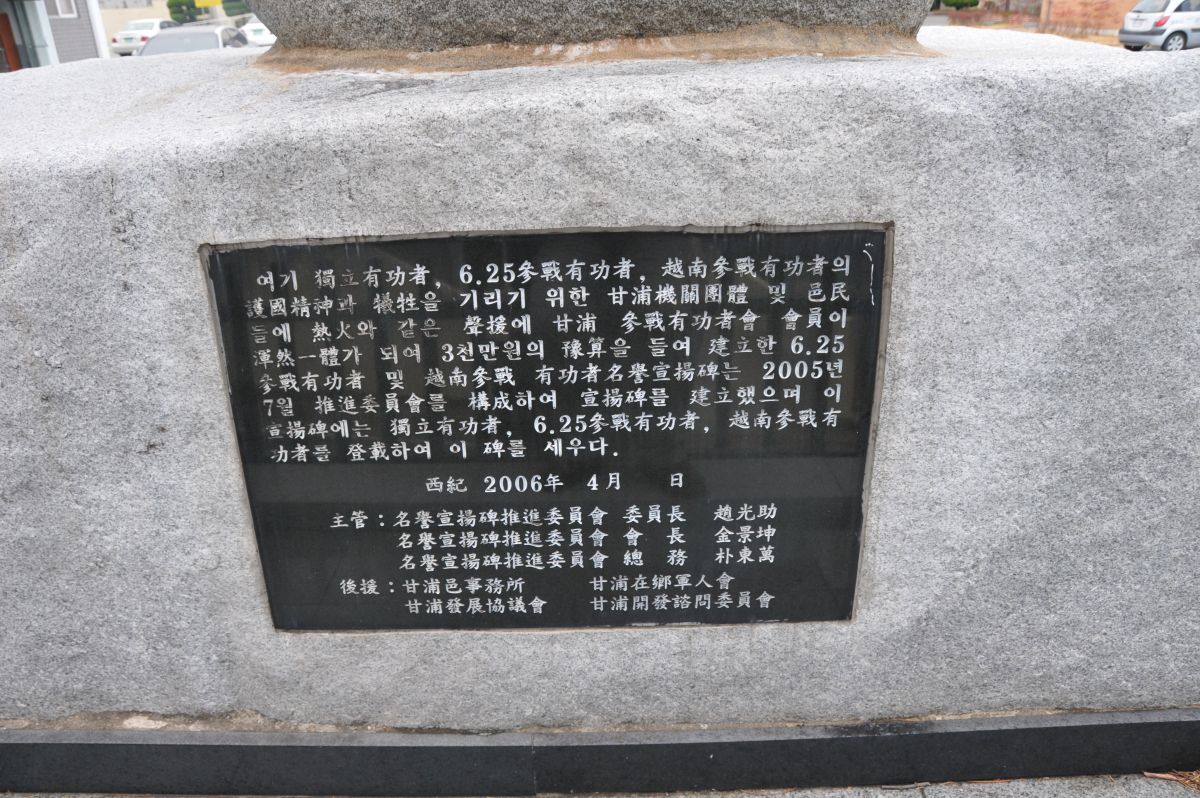 여기 獨立有功者, 6.25參戰有功者, 越南參戰有功者의
護國精神과 犧牲을 기리기 위한 甘浦機關團體 및 邑民
들에 熱火와 같은 聲援에 甘浦 參戰有功者會 會員이
渾然一體가 되여 3천만원의 豫算을 들여 建立한 6.25
參戰有功者 및 越南參戰 有功者名譽宣揚碑는 2005년
7월 推進委員會를 構成하여 宣揚碑를 建立했으며 이
宣揚碑에는 獨立有功者, 6.25參戰有功者, 越南參戰有
功者를 登載하여 이 碑를 세우다.
西紀 2006年 4月 日
主管 : 名譽宣揚碑推進委員會 委員長 趙光助
名譽宣揚碑推進委員會 會 長 金景坤
名譽宣揚碑推進委員會 總 務 朴東萬
後援 : 甘浦邑事務所 甘浦在鄕軍人會
甘浦發展協議會 甘浦開發諮問委員會